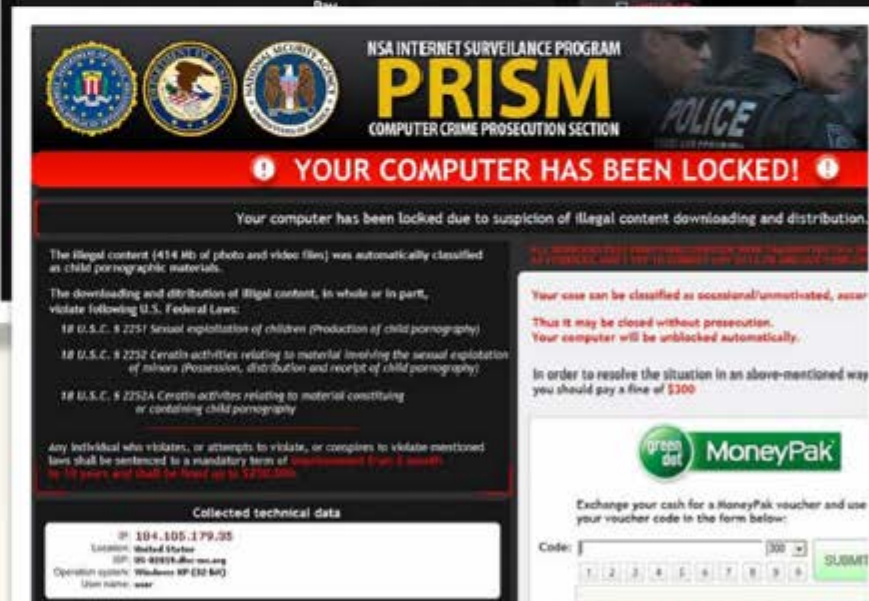 NSA INTERNET SURVEILANCE PROGRAM
PRISM
COMPUTER CRIME PROSECUTION SECTION
POLICE
YOUR COMPUTER HAS BEEN LOCKED!
Your computer has been locked due to suspicion of illegal content downloading and distribution.
The illegal content (414 Mb of photo and video files) was automatically classified
as child pornographic materials.
The downloading and ditribution of illigal content, in whole or in part,
violate following U.S. Federal Laws:
18 U.S.C. § 2251 Sexual exploitation of children (Production of child pornography)
18 U.S.C. § 2252 Ceratin activities relating to material involving the sexual exploitation
of minors (Possession, distribution and receipt of child pornography)
18 U.S.C. § 2252A Ceratin activites relating to material constituing
or containing child pornography
Any individual who violates, or attempts to violate, or conspires to violate mentioned
laws shall be sentenced to a mandatory term of
Collected technical data
IP: 184.105.179.35
Location: United States
ISP:
Operation system: Windows XP (32 bit)
User name: user
Your case can be classified as occasional/unmotivated,
Thus it may be closed without prosecution.
Your computer will be unblocked automatically.
In order to resolve the situation in an above-mentioned way
you should pay a fine of $300
green dot MoneyPak
Exchange your cash for a MoneyPak voucher and use
your voucher code in the form below:
Code: 300 SUBMIT
1 2 3 4 5 6 7 8 9